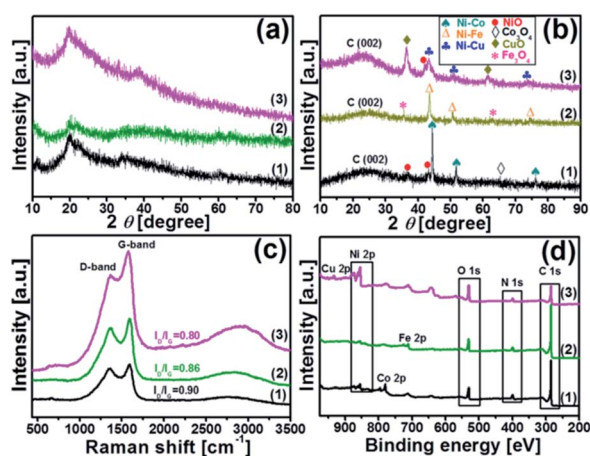 (a)
Intensity [a.u.]
(3)
(2)
(1)
10 20 30 40 50 60 70 80
2 θ [degree]
(b)
Intensity [a.u.]
Ni-Co NiO
Ni-Fe Co3O4
Ni-Cu CuO
Fe3O4
C (002)
(3)
C (002)
(2)
C (002)
(1)
10 20 30 40 50 60 70 80 90
2 θ [degree]
(c)
Intensity [a.u.]
G-band
D-band
ID/IG=0.80
(3)
ID/IG=0.86
(2)
ID/IG=0.90
(1)
500 1000 1500 2000 2500 3000 3500
Raman shift [cm-1]
(d)
Intensity [a.u.]
Ni 2p
Cu 2p
O 1s
N 1s
C 1s
(3)
Fe 2p
(2)
Co 2p
(1)
900 800 700 600 500 400 300 200
Binding energy [eV]